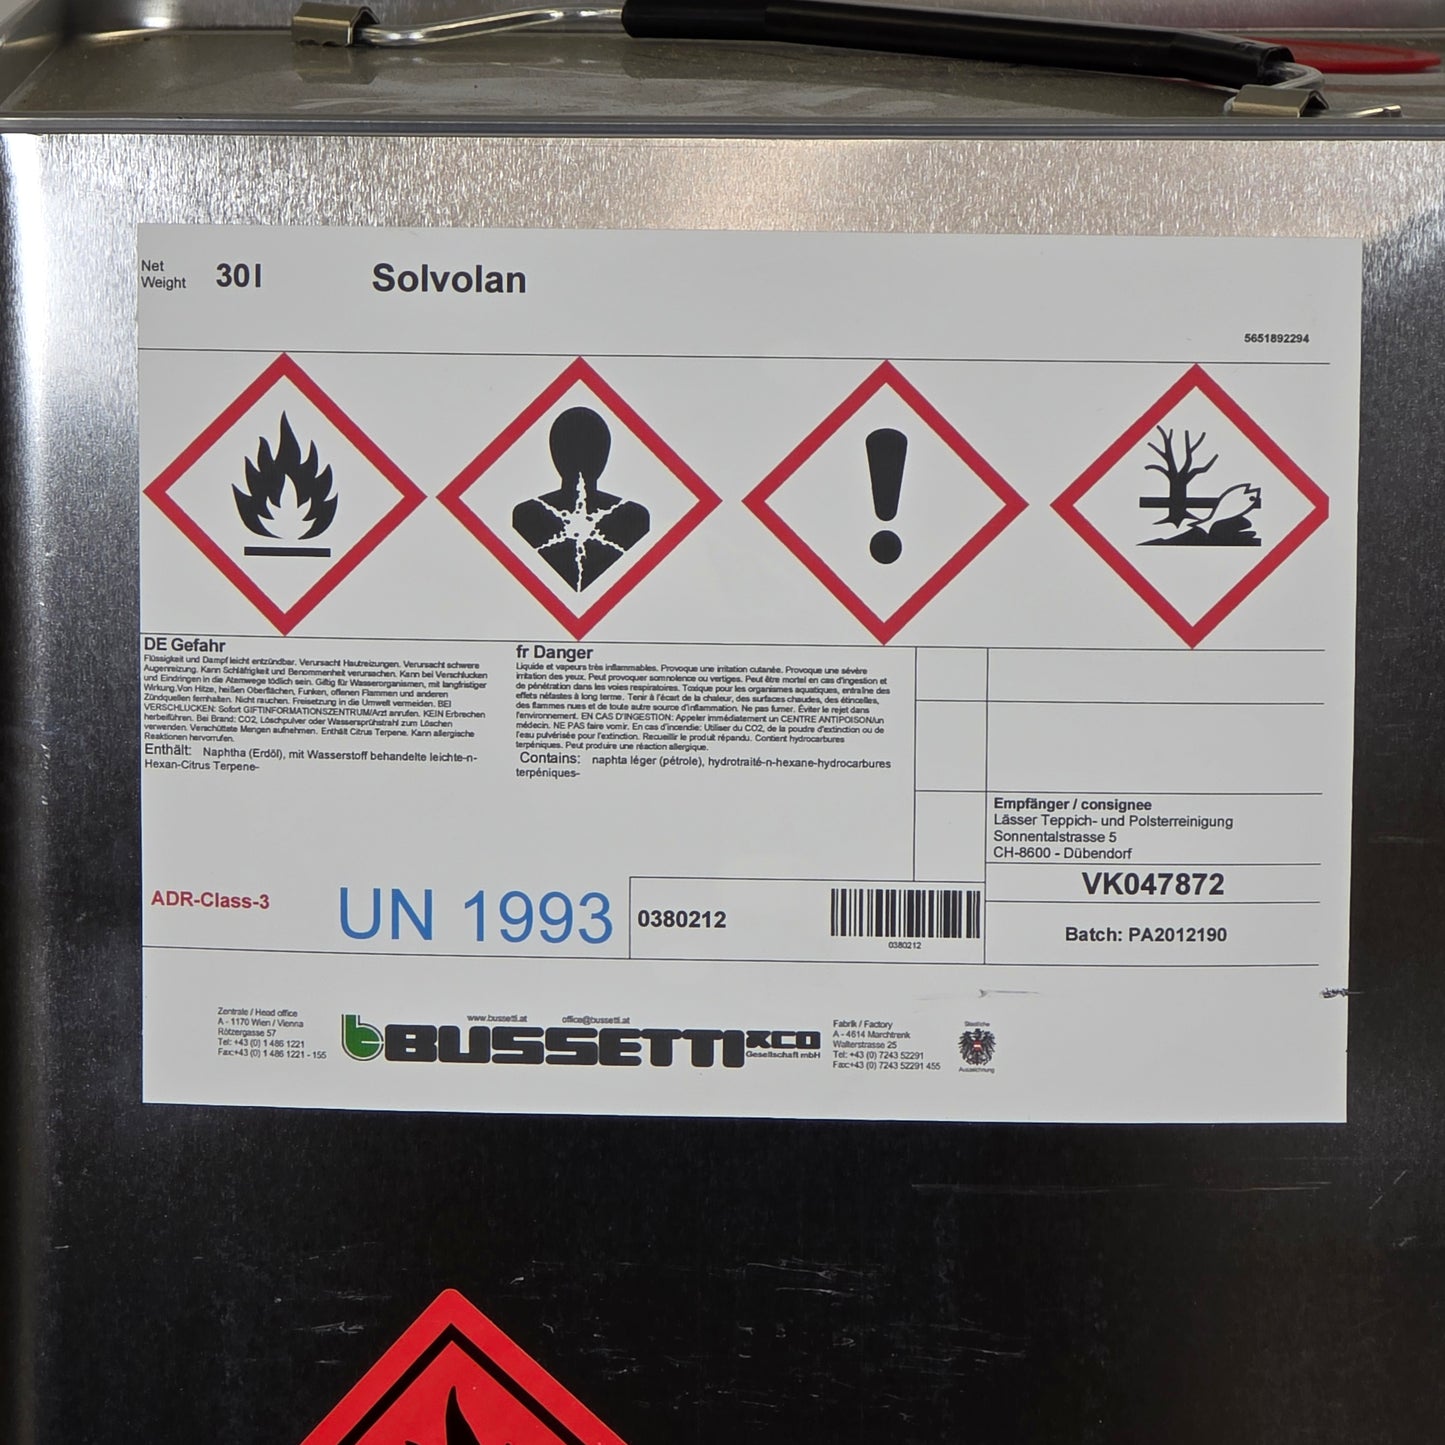 Net
Weight
30l
Solvolan
5651892294
DE Gefahr
Flüssigkeit und Dampf leicht entzündbar. Verursacht Hautreizungen. Verursacht schwere
Augenreizung. Kann Schläfrigkeit und Benommenheit verursachen. Kann bei Verschlucken
und Eindringen in die Atemwege tödlich sein. Giftig für Wasserorganismen, mit langfristiger
Wirkung.Von Hitze, heißen Oberflächen, Funken, offenen Flammen und anderen
Zündquellen fernhalten. Nicht rauchen. Freisetzung in die Umwelt vermeiden. BEI
VERSCHLUCKEN: Sofort GIFTINFORMATIONSZENTRUM/Arzt anrufen. KEIN Erbrechen
herbeiführen. Bei Brand: CO2, Löschpulver oder Wassersprühstrahl zum Löschen
verwenden. Verschüttete Mengen aufnehmen. Enthält Citrus Terpene. Kann allergische
Reaktionen hervorrufen.
Enthält: Naphtha (Erdöl), mit Wasserstoff behandelte leichte-n-
Hexan-Citrus Terpene-
fr Danger
Liquide et vapeurs très inflammables. Provoque une irritation cutanée. Provoque une sévère
irritation des yeux. Peut provoquer somnolence ou vertiges. Peut être mortel en cas d'ingestion et
de pénétration dans les voies respiratoires. Toxique pour les organismes aquatiques, entraîne des
effets néfastes à long terme. Tenir à l'écart de la chaleur, des surfaces chaudes, des étincelles,
des flammes nues et de toute autre source d'inflammation. Ne pas fumer. Éviter le rejet dans
l'environnement. EN CAS D'INGESTION: Appeler immédiatement un CENTRE ANTIPOISON/un
médecin. NE PAS faire vomir. En cas d'incendie: Utiliser du CO2, de la poudre d'extinction ou de
l'eau pulvérisée pour l'extinction. Recueillir le produit répandu. Contient hydrocarbures
terpéniques. Peut produire une réaction allergique.
Contains: naphta léger (pétrole), hydrotraité-n-hexane-hydrocarbures
terpéniques-
Empfänger / consignee
Lässer Teppich- und Polsterreinigung
Sonnentalstrasse 5
CH-8600 - Dübendorf
VK047872
Batch: PA2012190
ADR-Class-3
UN 1993
0380212
0380212
Zentrale / Head office
A - 1170 Wien / Vienna
Rötzergasse 57
Tel: +43 (0) 1 486 1221
Fax:+43 (0) 1 486 1221 - 155
www.bussetti.at office@bussetti.at
BUSSETTI &CO
Gesellschaft mbH
Fabrik / Factory
A - 4614 Marchtrenk
Walterstrasse 25
Tel: +43 (0) 7243 52291
Fax:+43 (0) 7243 52291 455
Staatliche
Auszeichnung